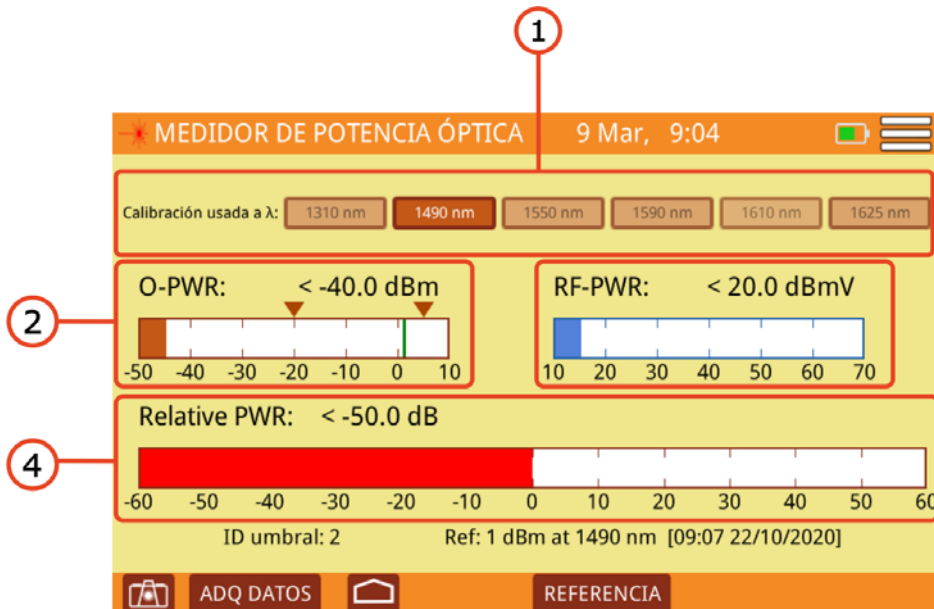 1
MEDIDOR DE POTENCIA ÓPTICA 9 Mar, 9:04
Calibración usada a λ: 1310 nm 1490 nm 1550 nm 1590 nm 1610 nm 1625 nm
2
O-PWR: < -40.0 dBm
-50 -40 -30 -20 -10 0 10
RF-PWR: < 20.0 dBmV
10 20 30 40 50 60 70
4
Relative PWR: < -50.0 dB
-60 -50 -40 -30 -20 -10 0 10 20 30 40 50 60
ID umbral: 2 Ref: 1 dBm at 1490 nm [09:07 22/10/2020]
ADQ DATOS REFERENCIA